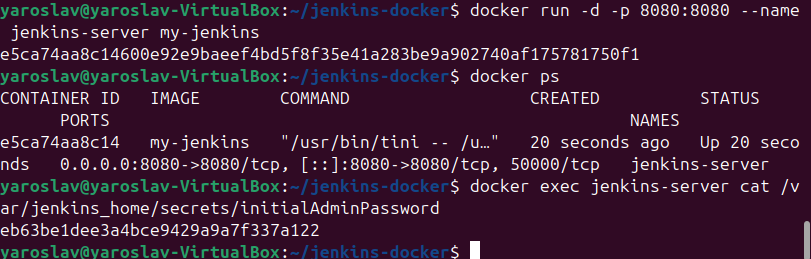 yaroslav@yaroslav-VirtualBox:~/jenkins-docker$ docker run -d -p 8080:8080 --name
 jenkins-server my-jenkins
e5ca74aa8c14600e92e9baeef4bd5f8f35e41a283be9a902740af175781750f1
yaroslav@yaroslav-VirtualBox:~/jenkins-docker$ docker ps
CONTAINER ID   IMAGE        COMMAND                  CREATED          STATUS
      PORTS                                                  NAMES
e5ca74aa8c14   my-jenkins   "/usr/bin/tini -- /u…"   20 seconds ago   Up 20 seco
nds   0.0.0.0:8080->8080/tcp, [::]:8080->8080/tcp, 50000/tcp   jenkins-server
yaroslav@yaroslav-VirtualBox:~/jenkins-docker$ docker exec jenkins-server cat /v
ar/jenkins_home/secrets/initialAdminPassword
eb63be1dee3a4bce9429a9a7f337a122
yaroslav@yaroslav-VirtualBox:~/jenkins-docker$